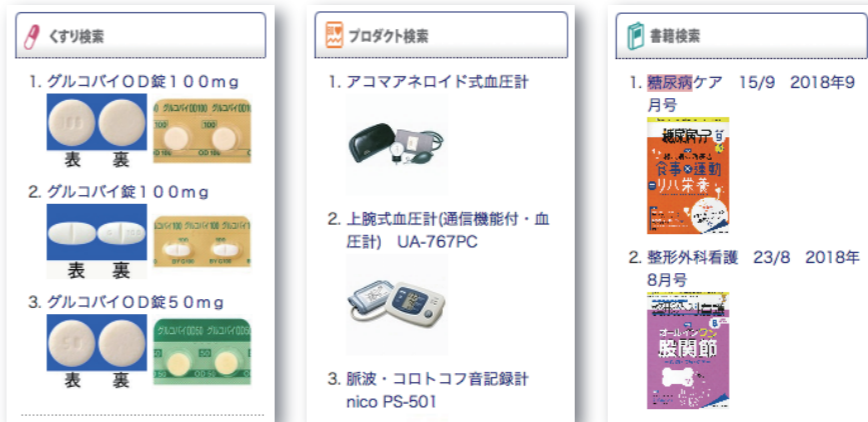 くすり検索
1. グルコバイOD錠100mg
表 裏
2. グルコバイ錠100mg
表 裏
3. グルコバイOD錠50mg
表 裏
プロダクト検索
1. アコマアネロイド式血圧計
2. 上腕式血圧計(通信機能付・血
圧計) UA-767PC
3. 脈波・コロトコフ音記録計
nico PS-501
書籍検索
1. 糖尿病ケア 15/9 2018年9
月号
糖尿病ケア
食事 運動
リハ栄養
2. 整形外科看護 23/8 2018年
8月号
オールインワン
股関節